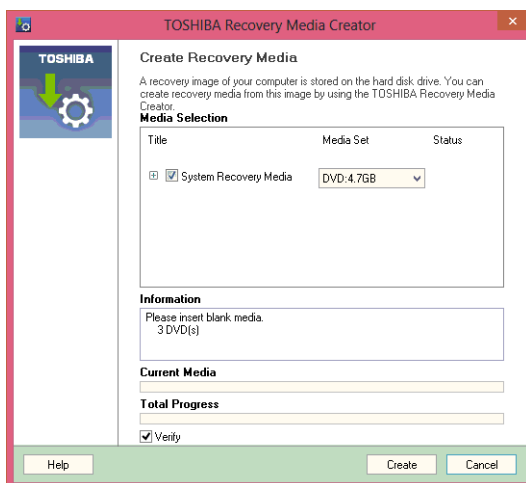 TOSHIBA Recovery Media Creator
TOSHIBA
Create Recovery Media
A recovery image of your computer is stored on the hard disk drive. You can
create recovery media from this image by using the TOSHIBA Recovery Media
Creator.
Media Selection
Title Media Set Status
System Recovery Media DVD:4.7GB
Information
Please insert blank media.
3 DVD(s)
Current Media
Total Progress
Verify
Help Create Cancel